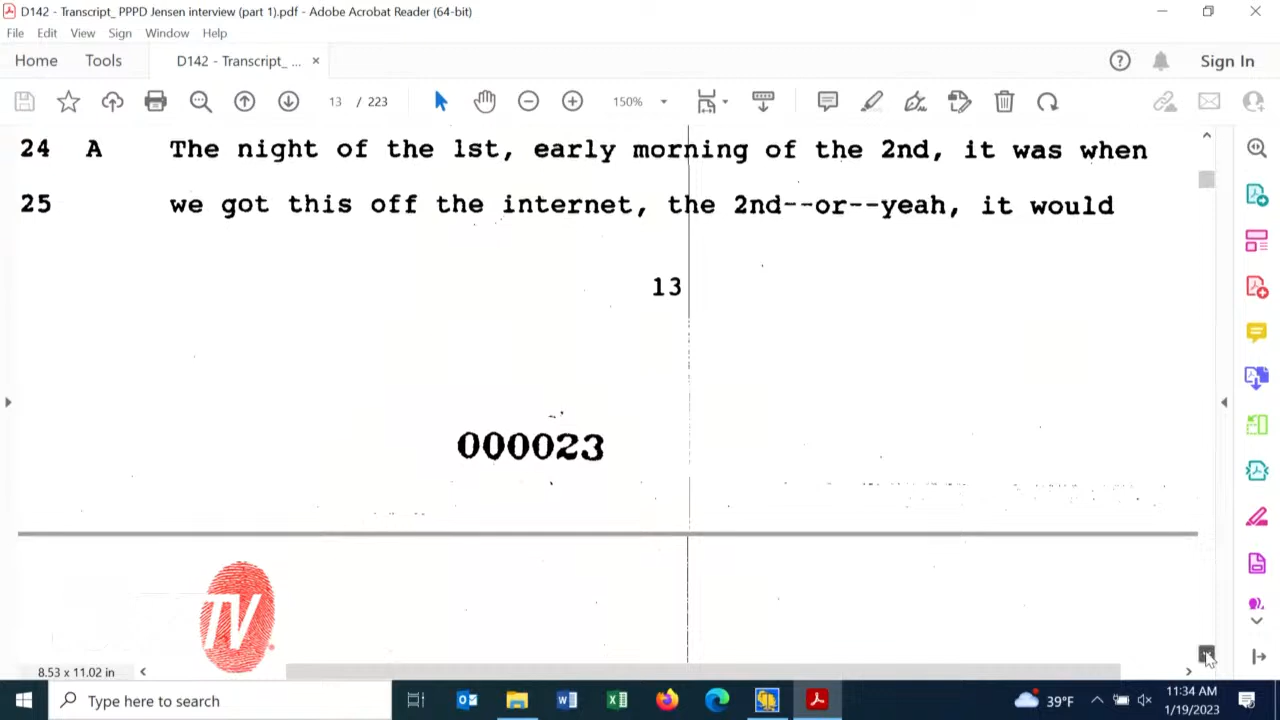 D142 - Transcript_ PPPD Jensen interview (part 1).pdf - Adobe Acrobat Reader (64-bit)
File Edit View Sign Window Help
Home Tools D142 - Transcript_ ... × Sign In
13 / 223 150%
24 A The night of the 1st, early morning of the 2nd, it was when
25 we got this off the internet, the 2nd--or--yeah, it would
13
000023
TV
8.53 x 11.02 in
Type here to search
39°F
11:34 AM
1/19/2023